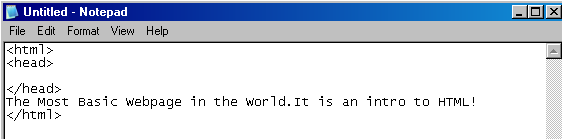 Untitled - Notepad
File Edit Format View Help
<html>
<head>
</head>
The Most Basic Webpage in the World.It is an intro to HTML!
</html>